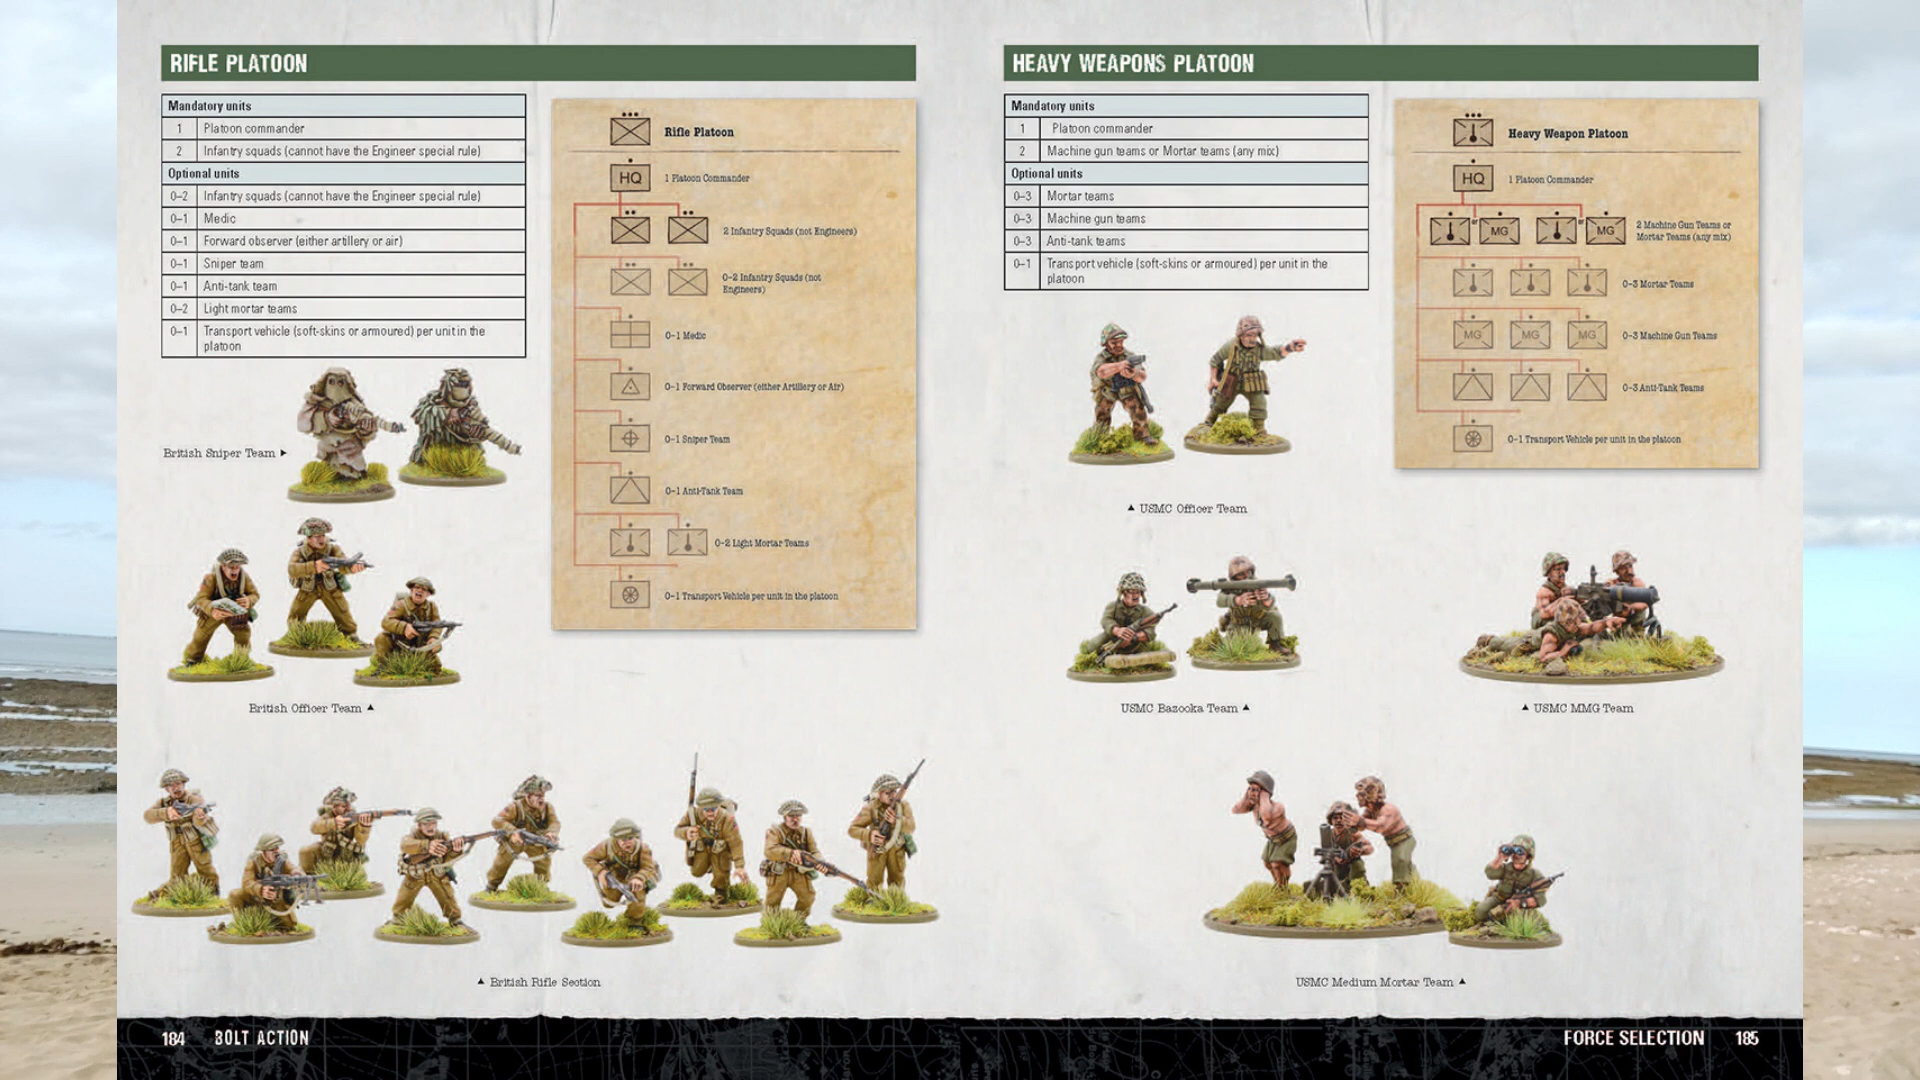 RIFLE PLATOON
Mandatory units
1 Platoon commander
2 Infantry squads (cannot have the Engineer special rule)
Optional units
0–2 Infantry squads (cannot have the Engineer special rule)
0–1 Medic
0–1 Forward observer (either artillery or air)
0–1 Sniper team
0–1 Anti-tank team
0–2 Light mortar teams
0–1 Transport vehicle (soft-skins or armoured) per unit in the
platoon
Rifle Platoon
HQ 1 Platoon Commander
2 Infantry Squads (not Engineers)
0-2 Infantry Squads (not
Engineers)
0-1 Medic
0-1 Forward Observer (either Artillery or Air)
0-1 Sniper Team
0-1 Anti-Tank Team
0-2 Light Mortar Teams
0-1 Transport Vehicle per unit in the platoon
British Sniper Team ▶
British Officer Team ▲
▲ British Rifle Section
184 BOLT ACTION
HEAVY WEAPONS PLATOON
Mandatory units
1 Platoon commander
2 Machine gun teams or Mortar teams (any mix)
Optional units
0–3 Mortar teams
0–3 Machine gun teams
0–3 Anti-tank teams
0–1 Transport vehicle (soft-skins or armoured) per unit in the
platoon
Heavy Weapon Platoon
HQ 1 Platoon Commander
or MG or MG 2 Machine Gun Teams or
Mortar Teams (any mix)
0-3 Mortar Teams
MG MG MG 0-3 Machine Gun Teams
0-3 Anti-Tank Teams
0-1 Transport Vehicle per unit in the platoon
▲ USMC Officer Team
USMC Bazooka Team ▲
▲ USMC MMG Team
USMC Medium Mortar Team ▲
FORCE SELECTION 185